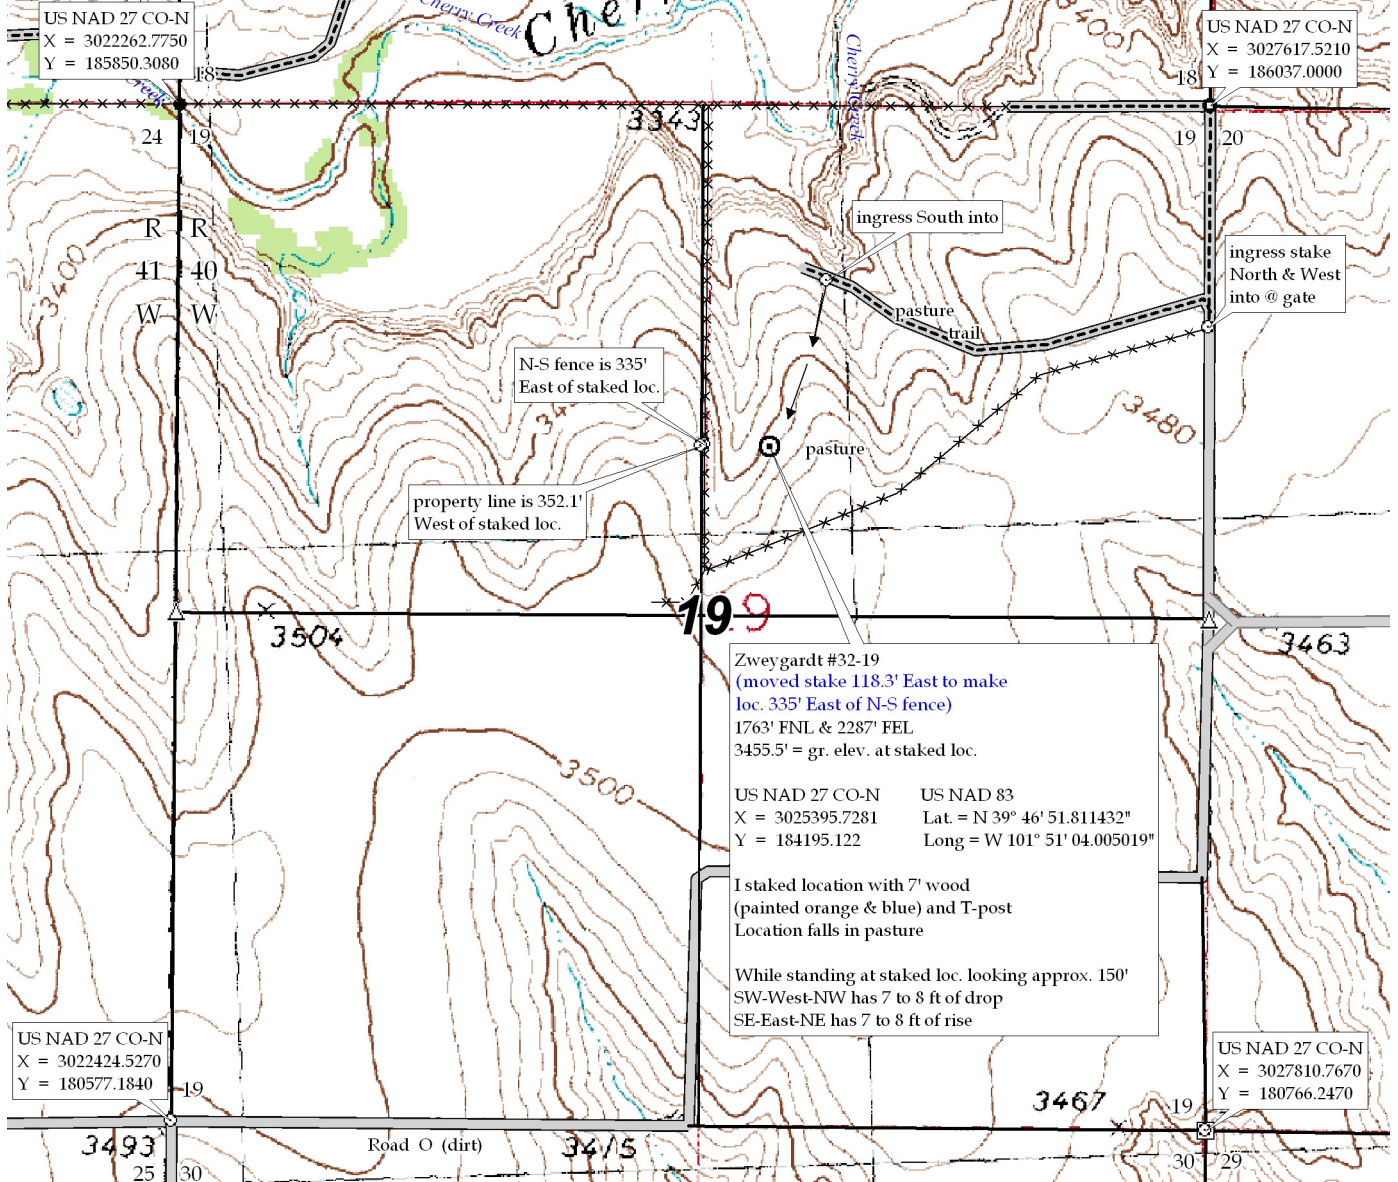 US NAD 27 CO-N
X = 3022262.7750
Y = 185850.3080
Cherry Creek
Cher
Cherry Creek
3400
US NAD 27 CO-N
X = 3027617.5210
Y = 186037.0000
18
18
reek
3343
24 19
19 20
R R
41 40
W W
3400
ingress South into
ingress stake
North & West
into @ gate
pasture
trail
N-S fence is 335'
East of staked loc.
3480
pasture
property line is 352.1'
West of staked loc.
19
19
3504
3463
Zweygardt #32-19
(moved stake 118.3' East to make
loc. 335' East of N-S fence)
1763' FNL & 2287' FEL
3455.5' = gr. elev. at staked loc.
3500
US NAD 27 CO-N US NAD 83
X = 3025395.7281 Lat. = N 39° 46' 51.811432"
Y = 184195.122 Long = W 101° 51' 04.005019"
I staked location with 7' wood
(painted orange & blue) and T-post
Location falls in pasture
While standing at staked loc. looking approx. 150'
SW-West-NW has 7 to 8 ft of drop
SE-East-NE has 7 to 8 ft of rise
US NAD 27 CO-N
X = 3022424.5270
Y = 180577.1840
19
US NAD 27 CO-N
X = 3027810.7670
Y = 180766.2470
3467
19
3493
Road O (dirt)
3475
25 30
30 29